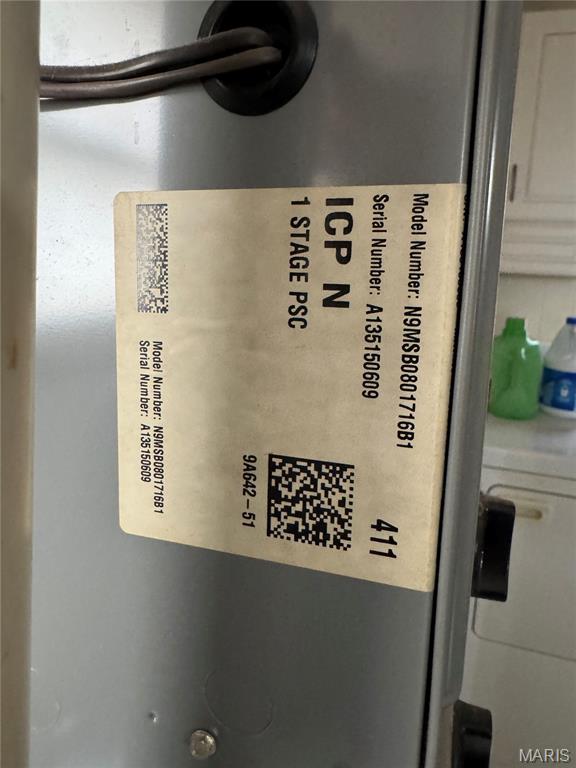 Model Number: N9MSB0801716B1
Serial Number: A135150609
ICP N
1 STAGE PSC
411
9A642-51
Model Number: N9MSB0801716B1
Serial Number: A135150609
MARIS